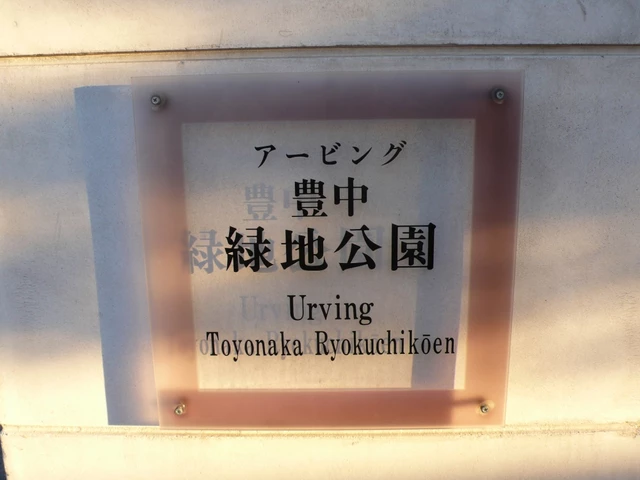 アービング
豊中
緑地公園
Urving
Toyonaka Ryokuchikōen